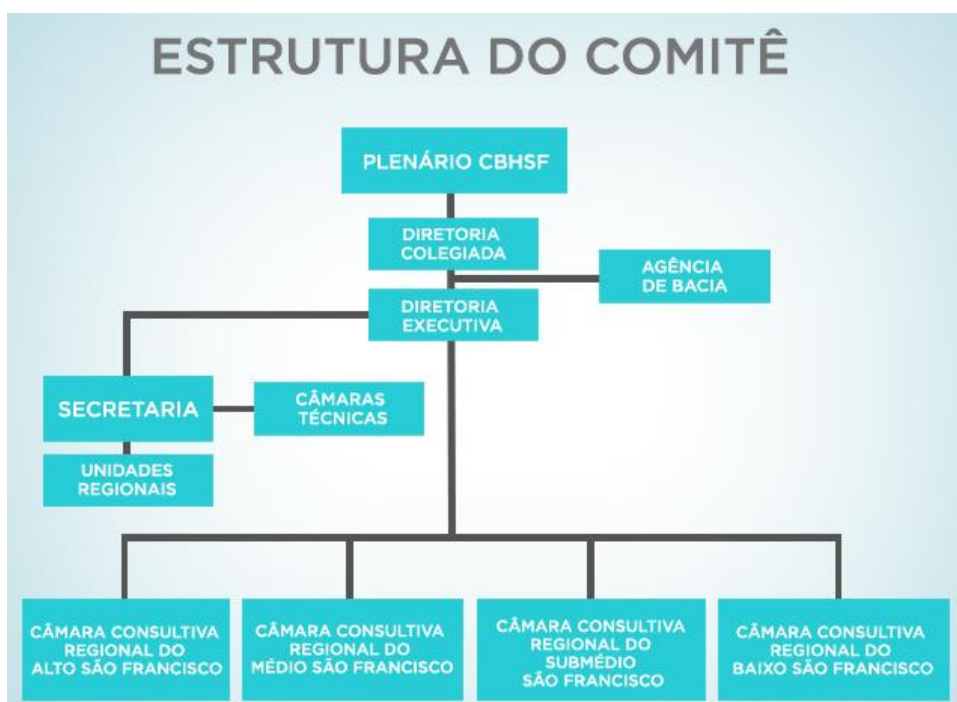 ESTRUTURA DO COMITÊ
PLENÁRIO CBHSF
DIRETORIA
COLEGIADA
AGÊNCIA
DE BACIA
DIRETORIA
EXECUTIVA
SECRETARIA
CÂMARAS
TÉCNICAS
UNIDADES
REGIONAIS
CÂMARA CONSULTIVA
REGIONAL DO
ALTO SÃO FRANCISCO
CÂMARA CONSULTIVA
REGIONAL DO
MÉDIO SÃO FRANCISCO
CÂMARA CONSULTIVA
REGIONAL DO
SUBMÉDIO
SÃO FRANCISCO
CÂMARA CONSULTIVA
REGIONAL DO
BAIXO SÃO FRANCISCO